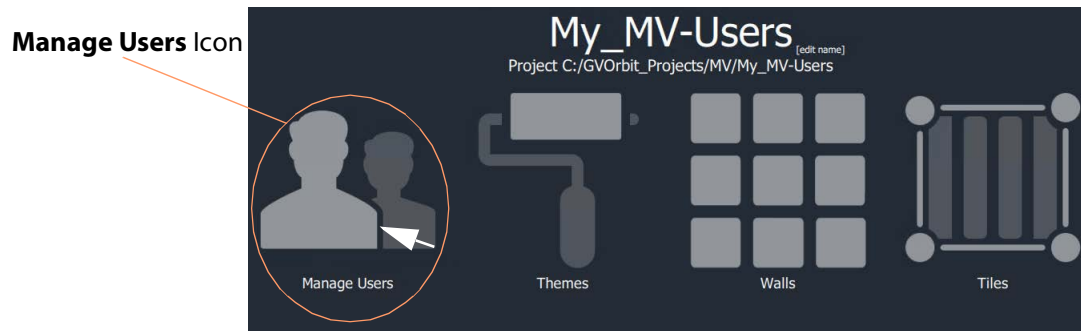 Manage Users Icon
My_MV-Users
[edit name]
Project C:/GVOrbit_Projects/MV/My_MV-Users
Manage Users
Themes
Walls
Tiles